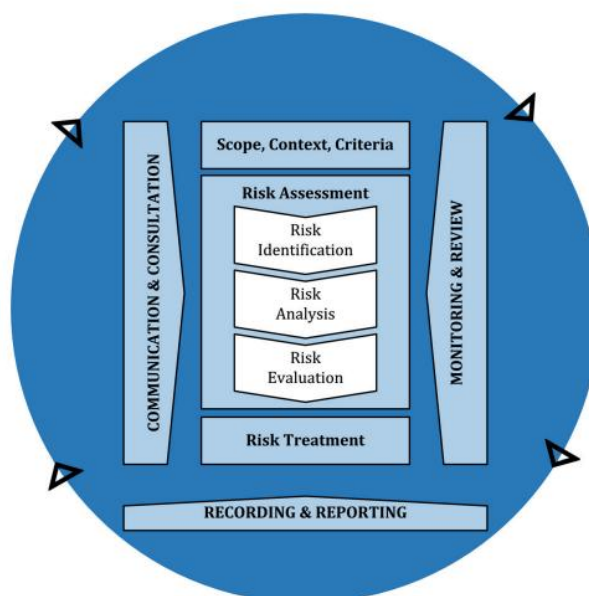 Scope, Context, Criteria
Risk Assessment
Risk
Identification
Risk
Analysis
Risk
Evaluation
Risk Treatment
COMMUNICATION & CONSULTATION
MONITORING & REVIEW
RECORDING & REPORTING